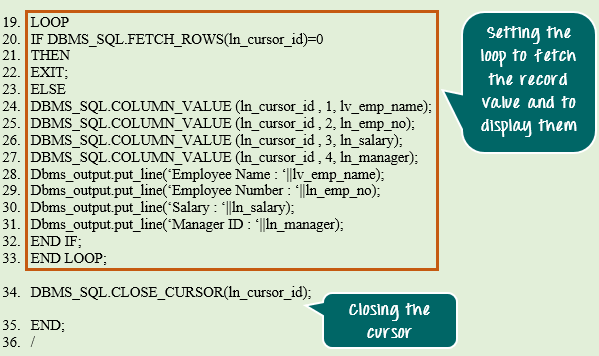 19. LOOP
20. IF DBMS_SQL.FETCH_ROWS(ln_cursor_id)=0
21. THEN
22. EXIT;
23. ELSE
24. DBMS_SQL.COLUMN_VALUE (ln_cursor_id , 1, lv_emp_name);
25. DBMS_SQL.COLUMN_VALUE (ln_cursor_id , 2, ln_emp_no);
26. DBMS_SQL.COLUMN_VALUE (ln_cursor_id , 3, ln_salary);
27. DBMS_SQL.COLUMN_VALUE (ln_cursor_id , 4, ln_manager);
28. Dbms_output.put_line(‘Employee Name : ‘||lv_emp_name);
29. Dbms_output.put_line(‘Employee Number : ‘||ln_emp_no);
30. Dbms_output.put_line(‘Salary : ‘||ln_salary);
31. Dbms_output.put_line(‘Manager ID : ‘||ln_manager);
32. END IF;
33. END LOOP;
Setting the
loop to fetch
the record
value and to
display them
34. DBMS_SQL.CLOSE_CURSOR(ln_cursor_id);
Closing the
cursor
35. END;
36. /